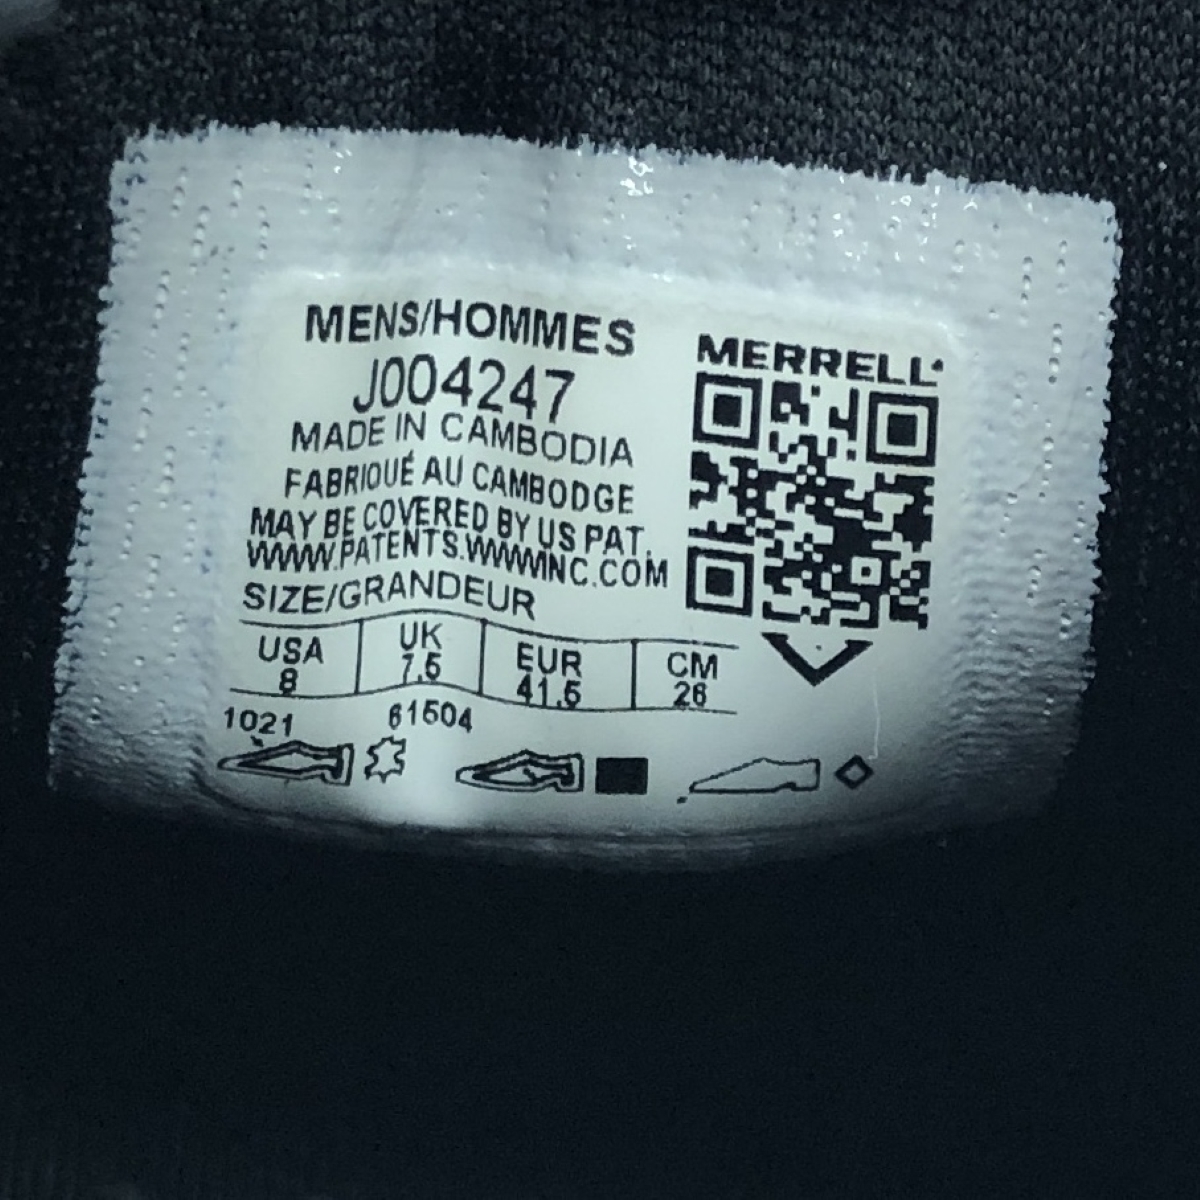 MENS/HOMMES
J004247
MADE IN CAMBODIA
FABRIQUÉ AU CAMBODGE
MAY BE COVERED BY US PAT.
WWW.PATENTS.WWWINC.COM
SIZE/GRANDEUR
USA UK EUR CM
8 7.5 41.5 26
1021 61504
MERRELL